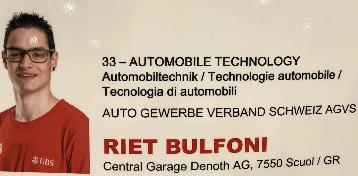 33 – AUTOMOBILE TECHNOLOGY
Automobiltechnik / Technologie automobile /
Tecnologia di automobili
AUTO GEWERBE VERBAND SCHWEIZ AGVS
RIET BULFONI
Central Garage Denoth AG, 7550 Scuol / GR
UBS